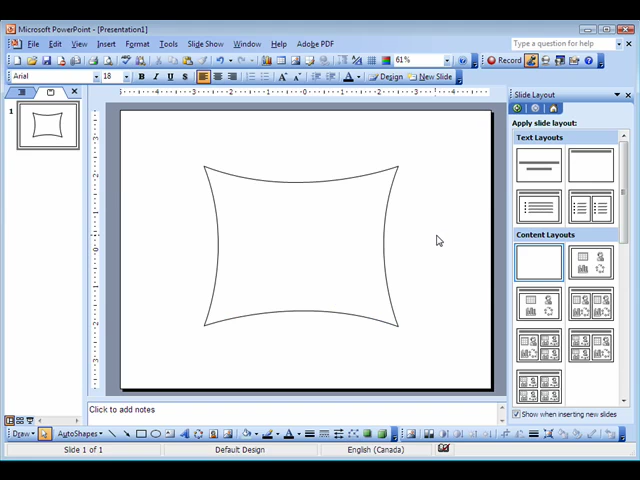 Microsoft PowerPoint - [Presentation1]
File Edit View Insert Format Tools Slide Show Window Help Adobe PDF
Type a question for help
61%
Record
Arial
18
B I U S
Design
New Slide
Slide Layout
Apply slide layout:
Text Layouts
Content Layouts
1
Click to add notes
Show when inserting new slides
Draw
AutoShapes
Slide 1 of 1
Default Design
English (Canada)